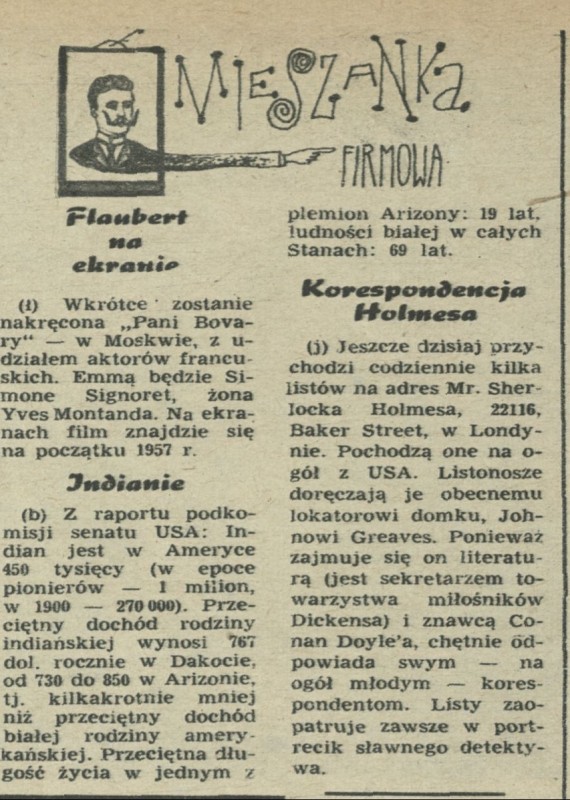 MIESZANKA
FIRMOWA
Flaubert
na
ekranie
(ł) Wkrótce zostanie
nakręcona „Pani Bova-
ry“ — w Moskwie, z u-
działem aktorów francu-
skich. Emmą będzie Si-
mone Signoret, żona
Yves Montanda. Na ekra-
nach film znajdzie się
na początku 1957 r.
Indianie
(b) Z raportu podko-
misji senatu USA: In-
dian jest w Ameryce
450 tysięcy (w epoce
pionierów — 1 milion,
w 1900 — 270 000). Prze-
ciętny dochód rodziny
indiańskiej wynosi 767
dol. rocznie w Dakocie,
od 730 do 850 w Arizonie,
tj. kilkakrotnie mniej
niż przeciętny dochód
białej rodziny amery-
kańskiej. Przeciętna dłu-
gość życia w jednym z
plemion Arizony: 19 lat,
ludności białej w całych
Stanach: 69 lat.
Korespondencja
Holmesa
(j) Jeszcze dzisiaj przy-
chodzi codziennie kilka
listów na adres Mr. Sher-
locka Holmesa, 22116,
Baker Street, w Londy-
nie. Pochodzą one na o-
gół z USA. Listonosze
doręczają je obecnemu
lokatorowi domku, Joh-
nowi Greaves. Ponieważ
zajmuje się on literatu-
rą (jest sekretarzem to-
warzystwa miłośników
Dickensa) i znawcą Co-
nan Doyle'a, chętnie od-
powiada swym — na
ogół młodym — kores-
pondentom. Listy zao-
patruje zawsze w port-
recik sławnego detekty-
wa.